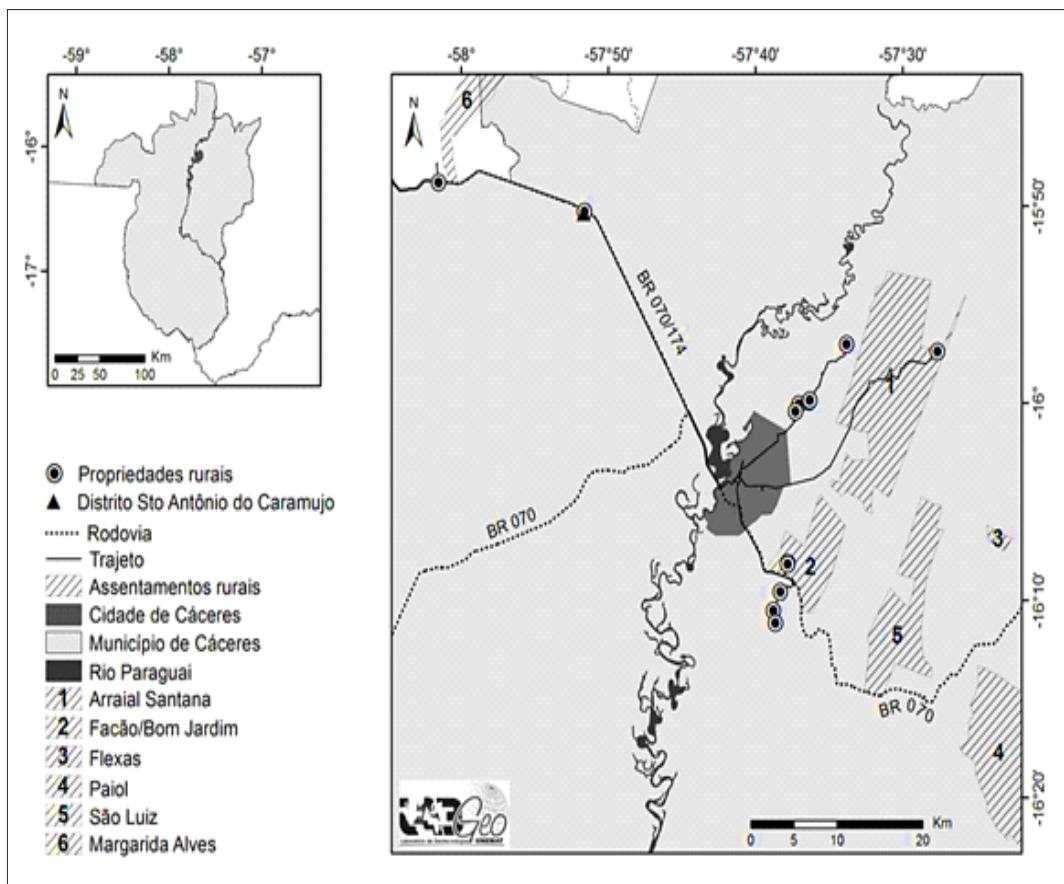 -59° -58° -57°
N
-16°
-17°
Km
0 25 50 100
-58° -57°50' -57°40' -57°30'
N
6
-15°50'
BR 070/174
1
-16°
BR 070
3
2
-16°10'
5
BR 070
4
-16°20'
Km
0 5 10 20
Propriedades rurais
Distrito Sto Antônio do Caramujo
Rodovia
Trajeto
Assentamentos rurais
Cidade de Cáceres
Município de Cáceres
Rio Paraguai
1 Arraial Santana
2 Facão/Bom Jardim
3 Flexas
4 Paiol
5 São Luiz
6 Margarida Alves
Geo
UNEMAT